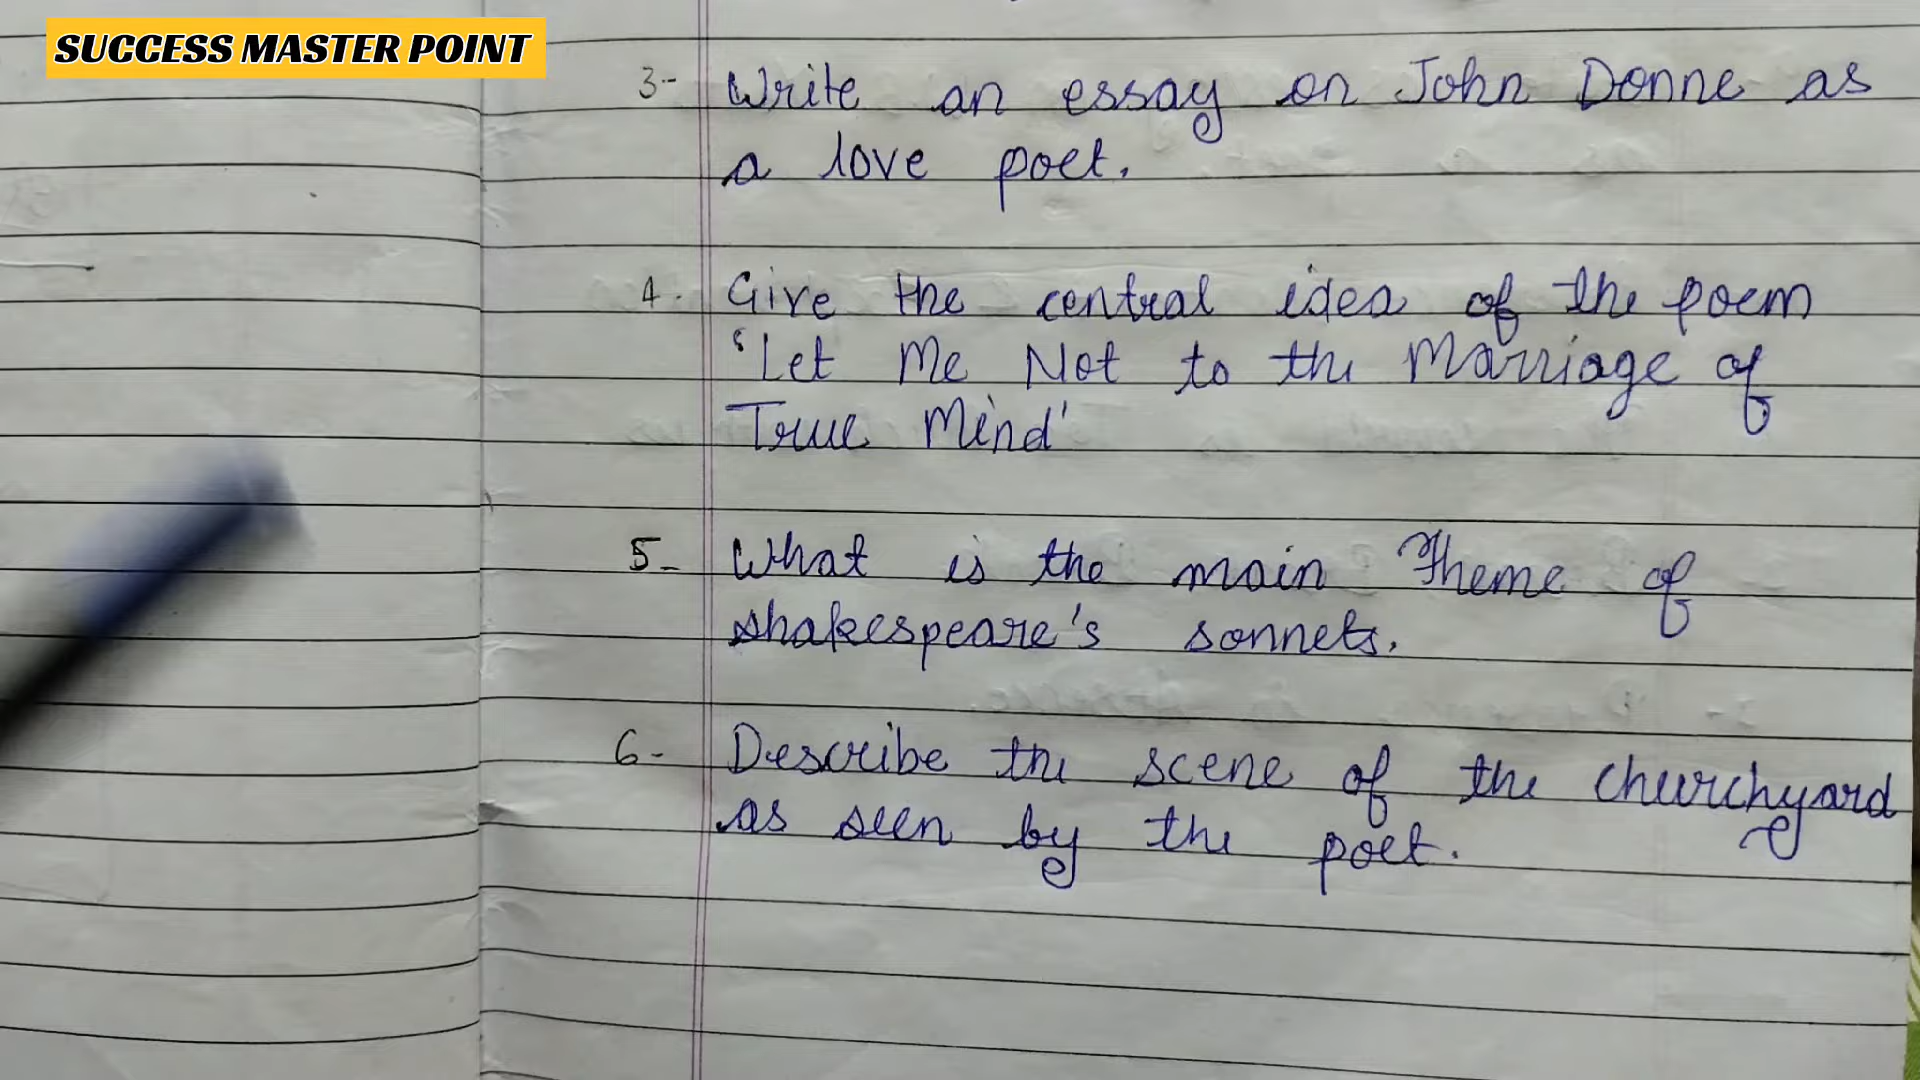 SUCCESS MASTER POINT
3- Write an essay on John Donne as
a love poet.
4. Give the central idea of the poem
'Let Me Not to the Marriage of
True Mind'
5- What is the main Theme of
shakespeare's sonnets.
6- Describe the scene of the churchyard
as seen by the poet.